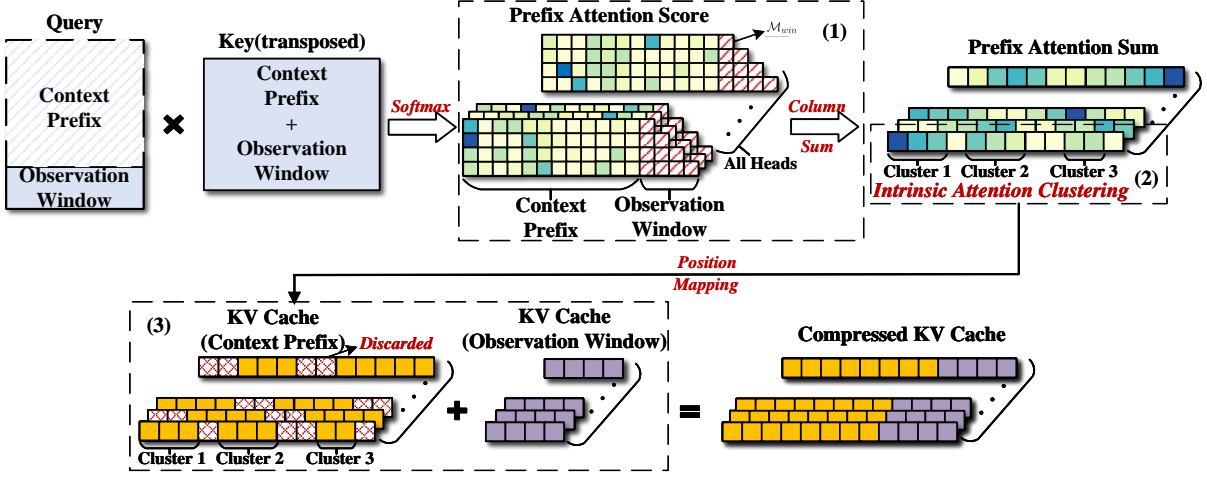 Query
Context
Prefix
Observation
Window
Key(transposed)
Context
Prefix
+
Observation
Window
Softmax
Prefix Attention Score
(1)
M_win
All Heads
Context
Prefix
Observation
Window
Column
Sum
Prefix Attention Sum
Cluster 1
Cluster 2
Cluster 3
(2)
Intrinsic Attention Clustering
Position
Mapping
(3)
KV Cache
(Context Prefix)
Discarded
Cluster 1
Cluster 2
Cluster 3
+
KV Cache
(Observation Window)
=
Compressed KV Cache